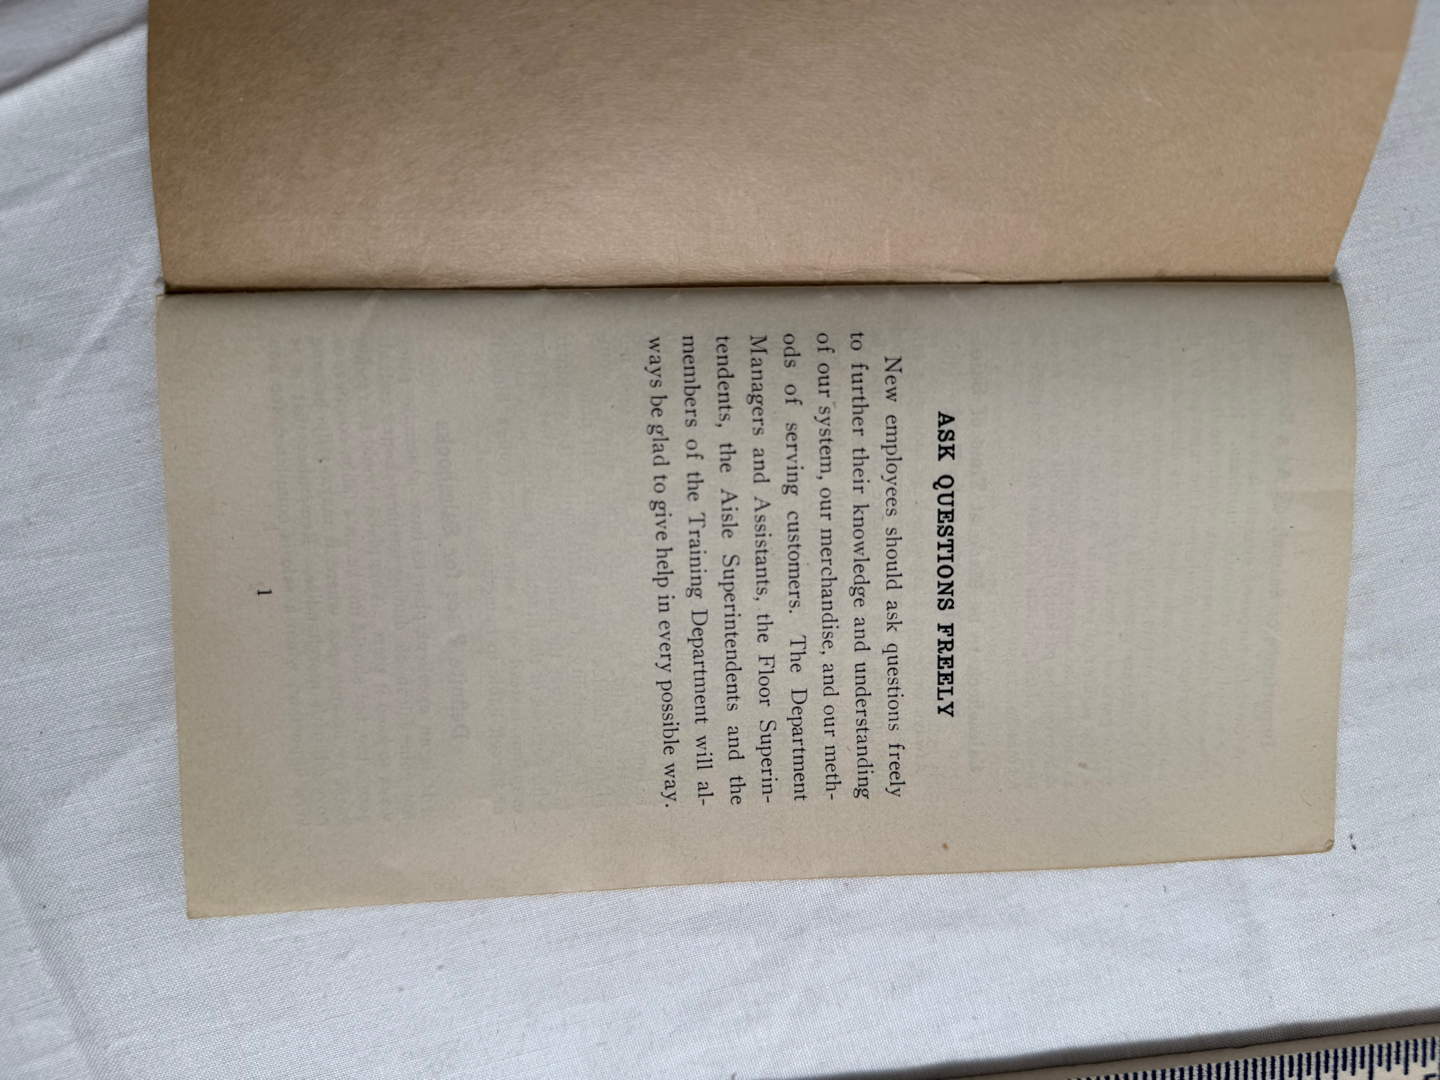 ASK QUESTIONS FREELY
New employees should ask questions freely
to further their knowledge and understanding
of our system, our merchandise, and our meth-
ods of serving customers. The Department
Managers and Assistants, the Floor Superin-
tendents, the Aisle Superintendents and the
members of the Training Department will al-
ways be glad to give help in every possible way.
1